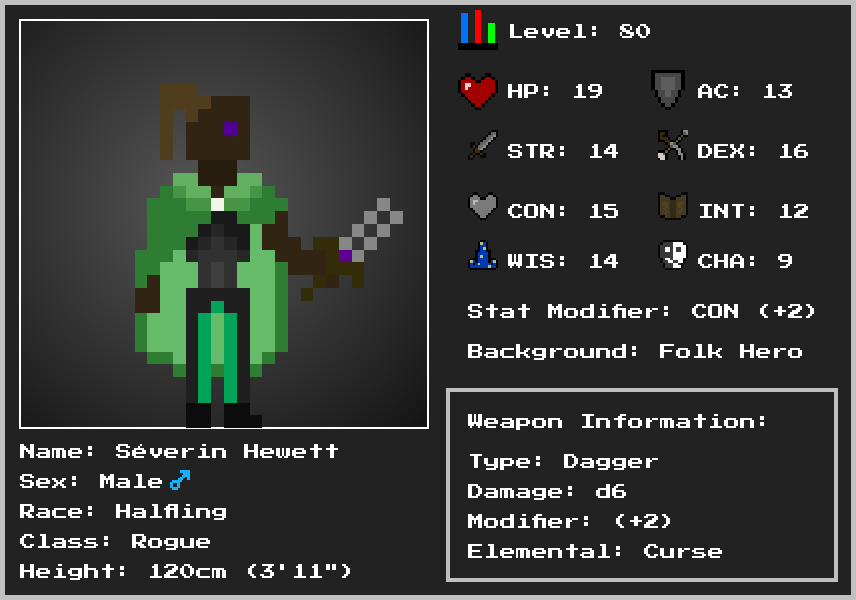 Level: 80
HP: 19
AC: 13
STR: 14
DEX: 16
CON: 15
INT: 12
WIS: 14
CHA: 9
Stat Modifier: CON (+2)
Background: Folk Hero
Weapon Information:
Type: Dagger
Damage: d6
Modifier: (+2)
Elemental: Curse
Name: Séverin Hewett
Sex: Male♂
Race: Halfling
Class: Rogue
Height: 120cm (3'11")